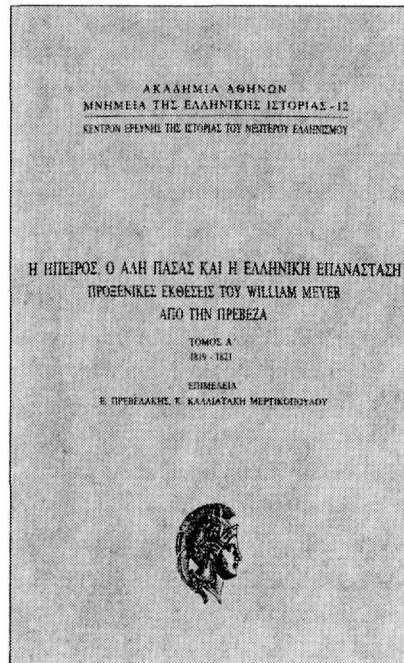 ΑΚΑΔΗΜΙΑ ΑΘΗΝΩΝ
ΜΝΗΜΕΙΑ ΤΗΣ ΕΛΛΗΝΙΚΗΣ ΙΣΤΟΡΙΑΣ - 12
ΚΕΝΤΡΟΝ ΕΡΕΥΝΗΣ ΤΗΣ ΙΣΤΟΡΙΑΣ ΤΟΥ ΝΕΩΤΕΡΟΥ ΕΛΛΗΝΙΣΜΟΥ
Η ΗΠΕΙΡΟΣ, Ο ΑΛΗ ΠΑΣΑΣ ΚΑΙ Η ΕΛΛΗΝΙΚΗ ΕΠΑΝΑΣΤΑΣΗ
ΠΡΟΞΕΝΙΚΕΣ ΕΚΘΕΣΕΙΣ ΤΟΥ WILLIAM MEYER
ΑΠΟ ΤΗΝ ΠΡΕΒΕΖΑ
ΤΟΜΟΣ Α΄
1819 - 1821
ΕΠΙΜΕΛΕΙΑ
Ε. ΠΡΕΒΕΛΑΚΗΣ, Κ. ΚΑΛΛΙΑΤΑΚΗ ΜΕΡΤΙΚΟΠΟΥΛΟΥ